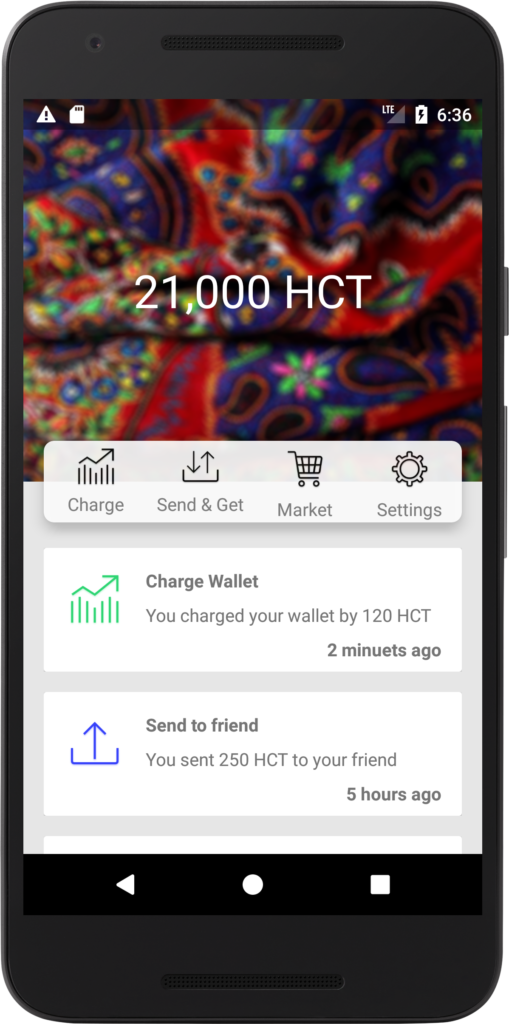 LTE 6:36
21,000 HCT
Charge Send & Get Market Settings
Charge Wallet
You charged your wallet by 120 HCT
2 minuets ago
Send to friend
You sent 250 HCT to your friend
5 hours ago